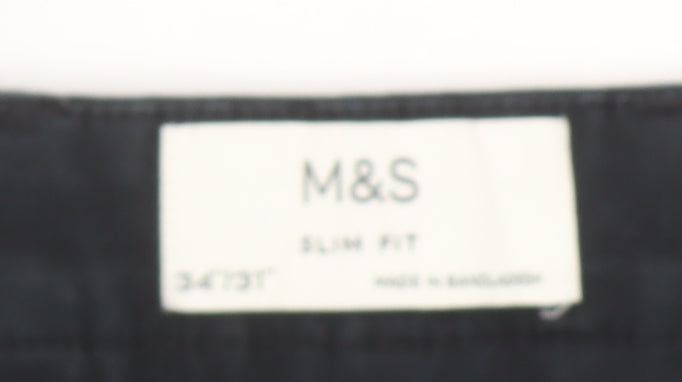 M&S
SLIM FIT
34"/31"
MADE IN BANGLADESH